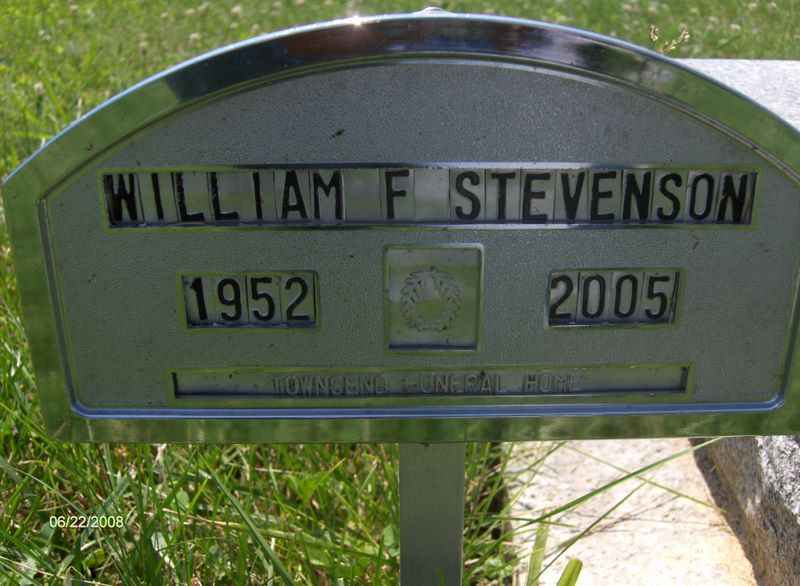 WILLIAM F STEVENSON
1952 2005
TOWNSEND FUNERAL HOME
06/22/2008